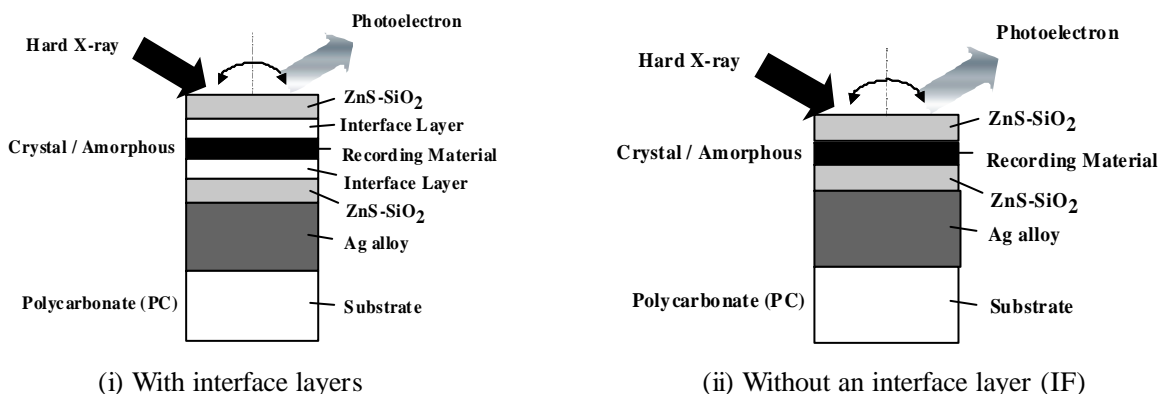 Photoelectron
Hard X-ray
ZnS-SiO2
Interface Layer
Crystal / Amorphous
Recording Material
Interface Layer
ZnS-SiO2
Ag alloy
Polycarbonate (PC)
Substrate
(i) With interface layers
Photoelectron
Hard X-ray
ZnS-SiO2
Crystal / Amorphous
Recording Material
ZnS-SiO2
Ag alloy
Polycarbonate (PC)
Substrate
(ii) Without an interface layer (IF)